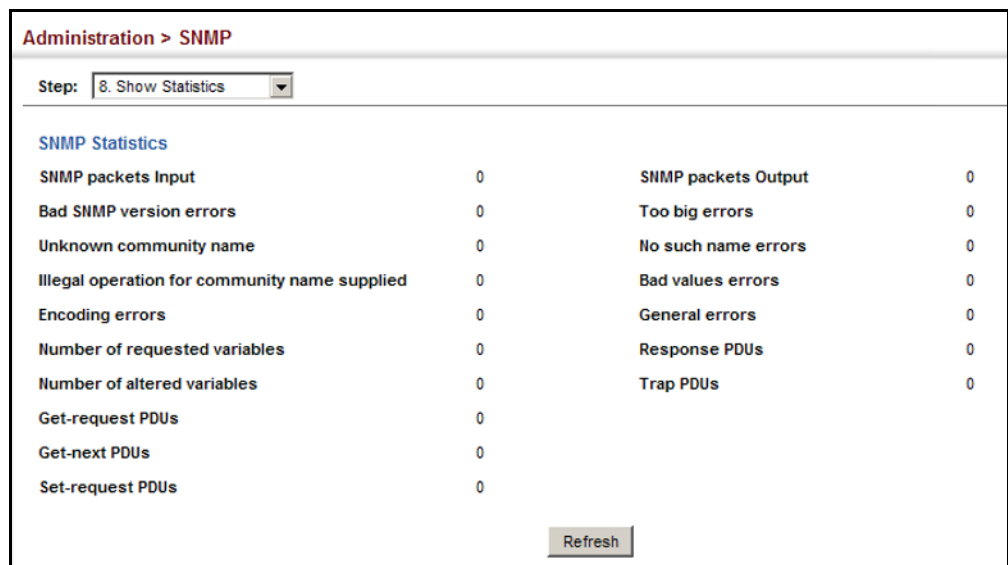 Administration > SNMP
Step: 8. Show Statistics
SNMP Statistics
SNMP packets Input 0 SNMP packets Output 0
Bad SNMP version errors 0 Too big errors 0
Unknown community name 0 No such name errors 0
Illegal operation for community name supplied 0 Bad values errors 0
Encoding errors 0 General errors 0
Number of requested variables 0 Response PDUs 0
Number of altered variables 0 Trap PDUs 0
Get-request PDUs 0
Get-next PDUs 0
Set-request PDUs 0
Refresh